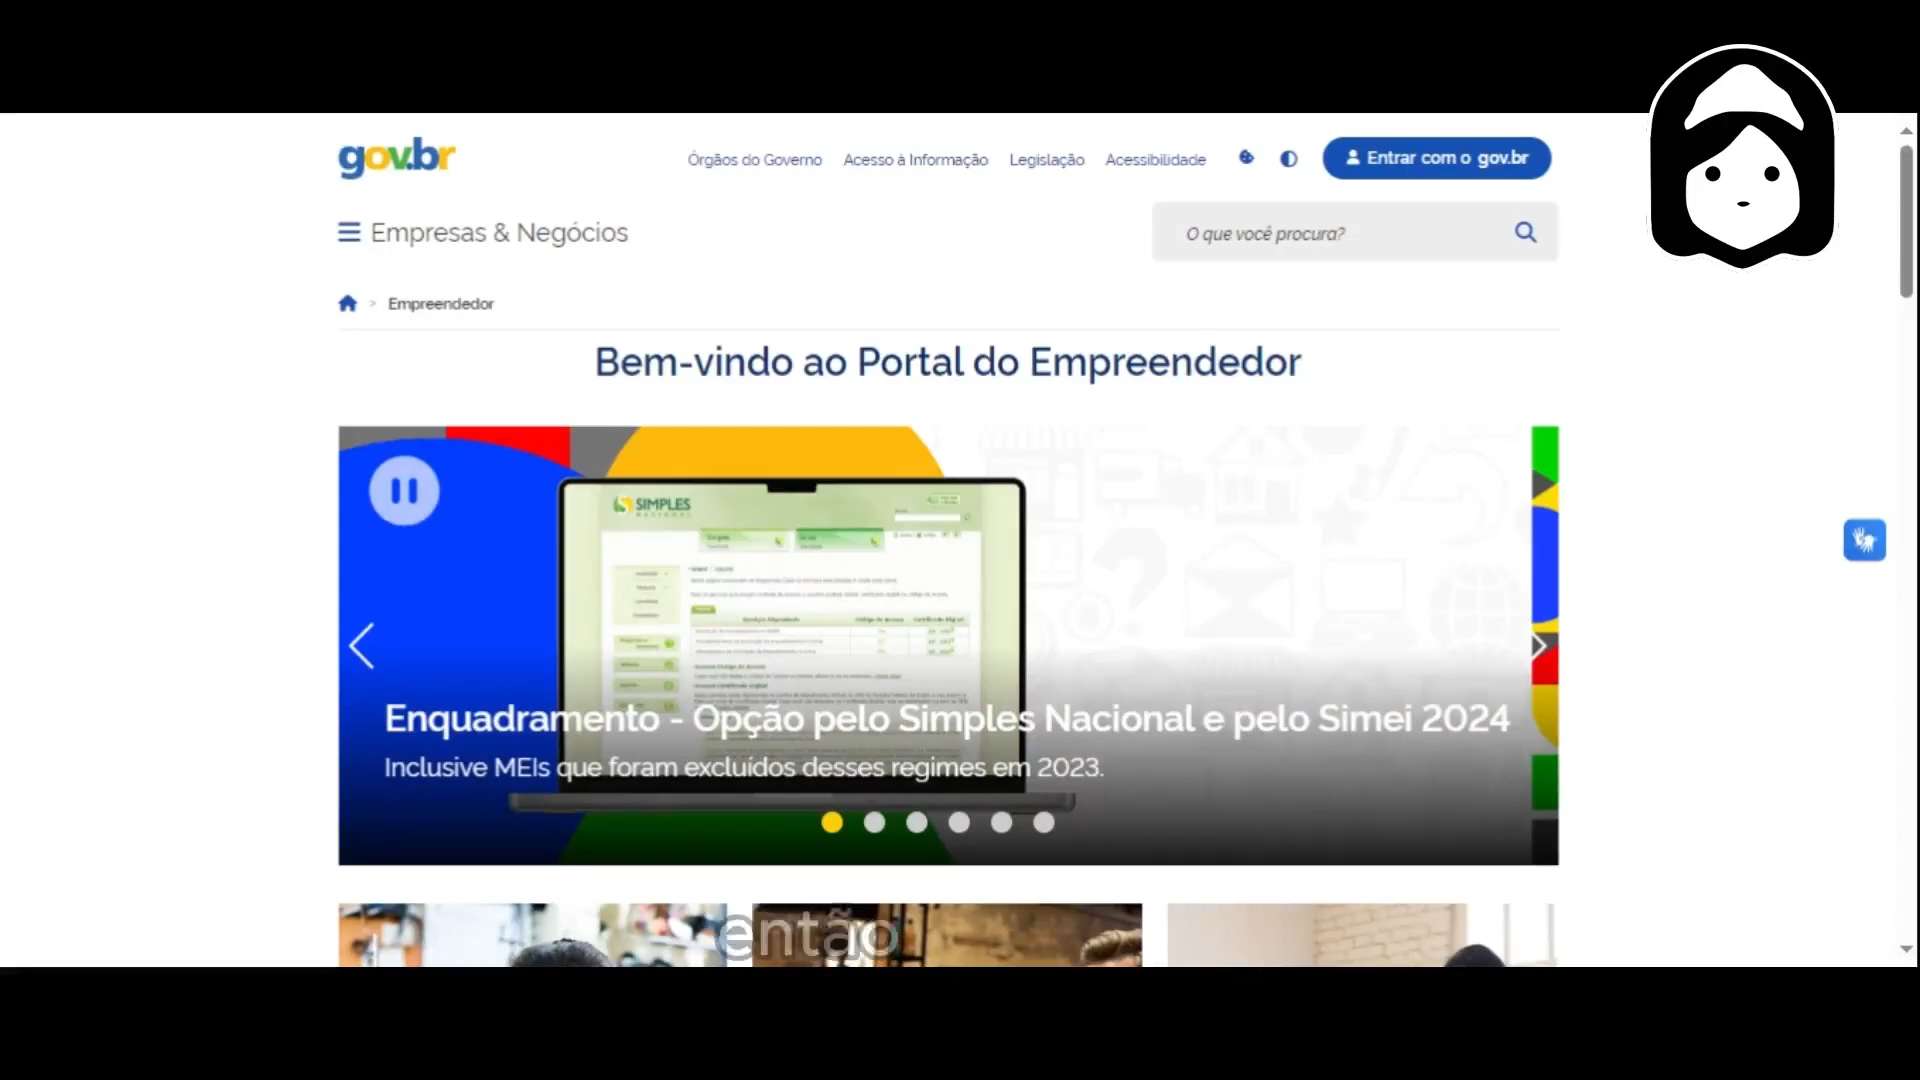 gov.br
Órgãos do Governo Acesso à Informação Legislação Acessibilidade Entrar com o gov.br
Empresas & Negócios
O que você procura?
> Empreendedor
Bem-vindo ao Portal do Empreendedor
SIMPLES
NACIONAL
Enquadramento - Opção pelo Simples Nacional e pelo Simei 2024
Inclusive MEIs que foram excluídos desses regimes em 2023.
então